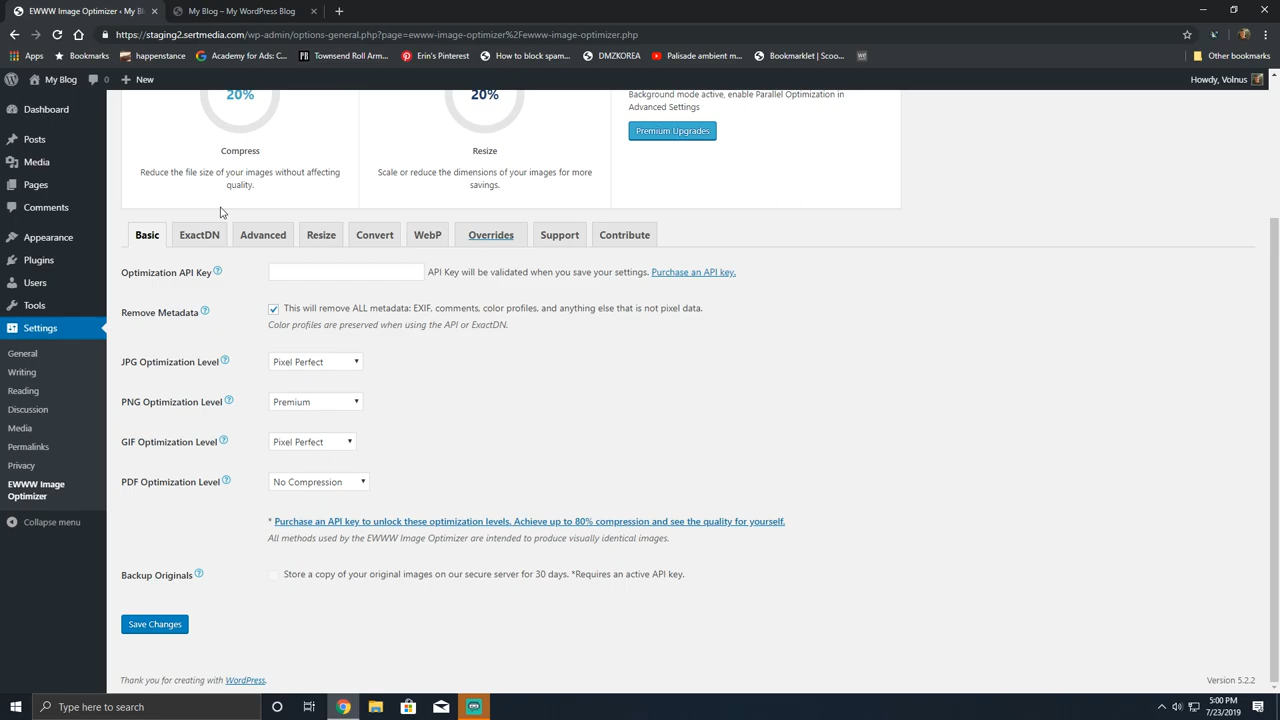 EWWW Image Optimizer ‹ My Bl
My Blog
https://staging2.sertmedia.com/wp-admin/options-general.php?page=ewww-image-optimizer%2Fewww-image-optimizer.php
Apps
Bookmarks
happenstance
Academy for Ads: C...
Townsend Roll Arm...
Erin's Pinterest
How to block spam...
DMZKOREA
Palisade ambient m...
Bookmarklet | Scoo...
Other bookmarks
My Blog
0
New
Howdy, Volnus
Dashboard
Posts
Media
Pages
Comments
Appearance
Plugins
Users
Tools
Settings
General
Writing
Reading
Discussion
Media
Permalinks
Privacy
EWWW Image
Optimizer
Collapse menu
20%
Compress
Reduce the file size of your images without affecting
quality.
20%
Resize
Scale or reduce the dimensions of your images for more
savings.
Background mode active, enable Parallel Optimization in
Advanced Settings
Premium Upgrades
Basic
ExactDN
Advanced
Resize
Convert
WebP
Overrides
Support
Contribute
Optimization API Key
API Key will be validated when you save your settings. Purchase an API key.
Remove Metadata
This will remove ALL metadata: EXIF, comments, color profiles, and anything else that is not pixel data.
Color profiles are preserved when using the API or ExactDN.
JPG Optimization Level
Pixel Perfect
PNG Optimization Level
Premium
GIF Optimization Level
Pixel Perfect
PDF Optimization Level
No Compression
* Purchase an API key to unlock these optimization levels. Achieve up to 80% compression and see the quality for yourself.
All methods used by the EWWW Image Optimizer are intended to produce visually identical images.
Backup Originals
Store a copy of your original images on our secure server for 30 days. *Requires an active API key.
Save Changes
Thank you for creating with WordPress.
Version 5.2.2
Type here to search
5:00 PM
7/23/2019